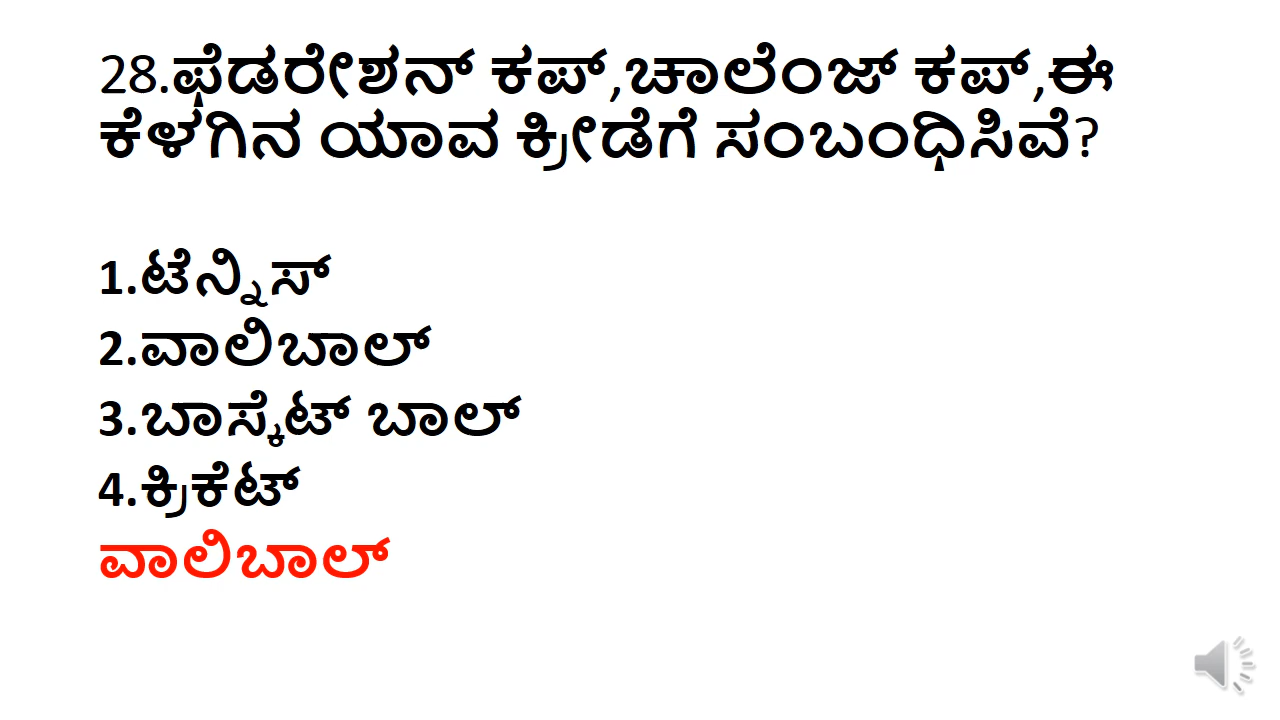 28.ಫೆಡರೇಶನ್ ಕಪ್,ಚಾಲೆಂಜ್ ಕಪ್,ಈ
ಕೆಳಗಿನ ಯಾವ ಕ್ರೀಡೆಗೆ ಸಂಬಂಧಿಸಿವೆ?
1.ಟೆನ್ನಿಸ್
2.ವಾಲಿಬಾಲ್
3.ಬಾಸ್ಕೆಟ್ ಬಾಲ್
4.ಕ್ರಿಕೆಟ್
ವಾಲಿಬಾಲ್